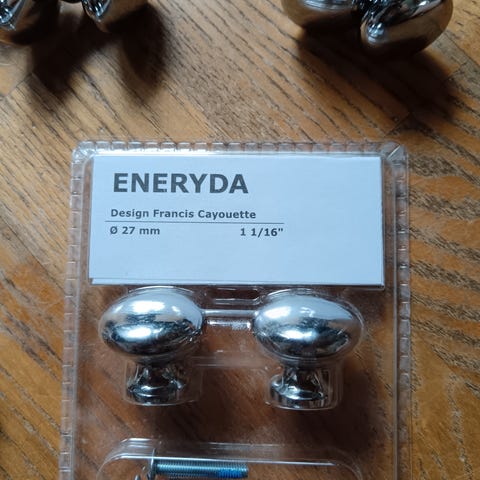 ENERYDA
Design Francis Cayouette
Ø 27 mm 1 1/16"